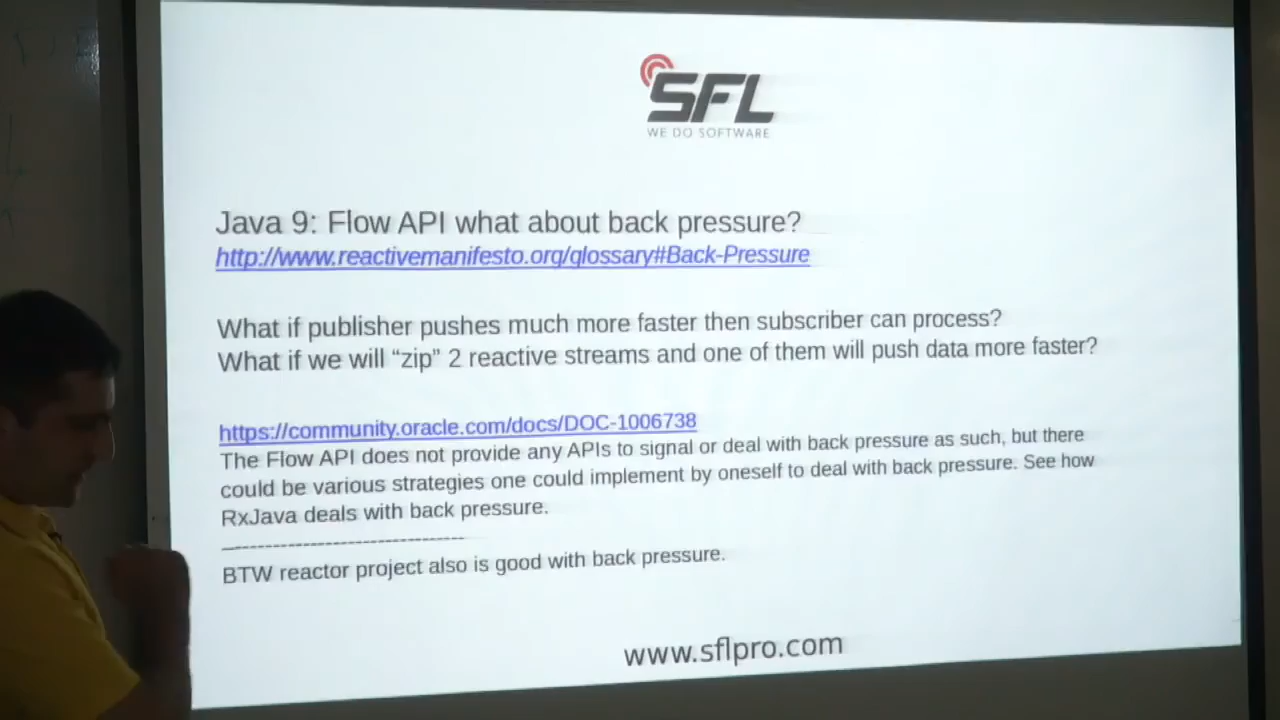 SFL
WE DO SOFTWARE
Java 9: Flow API what about back pressure?
http://www.reactivemanifesto.org/glossary#Back-Pressure
What if publisher pushes much more faster then subscriber can process?
What if we will “zip” 2 reactive streams and one of them will push data more faster?
https://community.oracle.com/docs/DOC-1006738
The Flow API does not provide any APIs to signal or deal with back pressure as such, but there
could be various strategies one could implement by oneself to deal with back pressure. See how
RxJava deals with back pressure.
--------------------------------
BTW reactor project also is good with back pressure.
www.sflpro.com